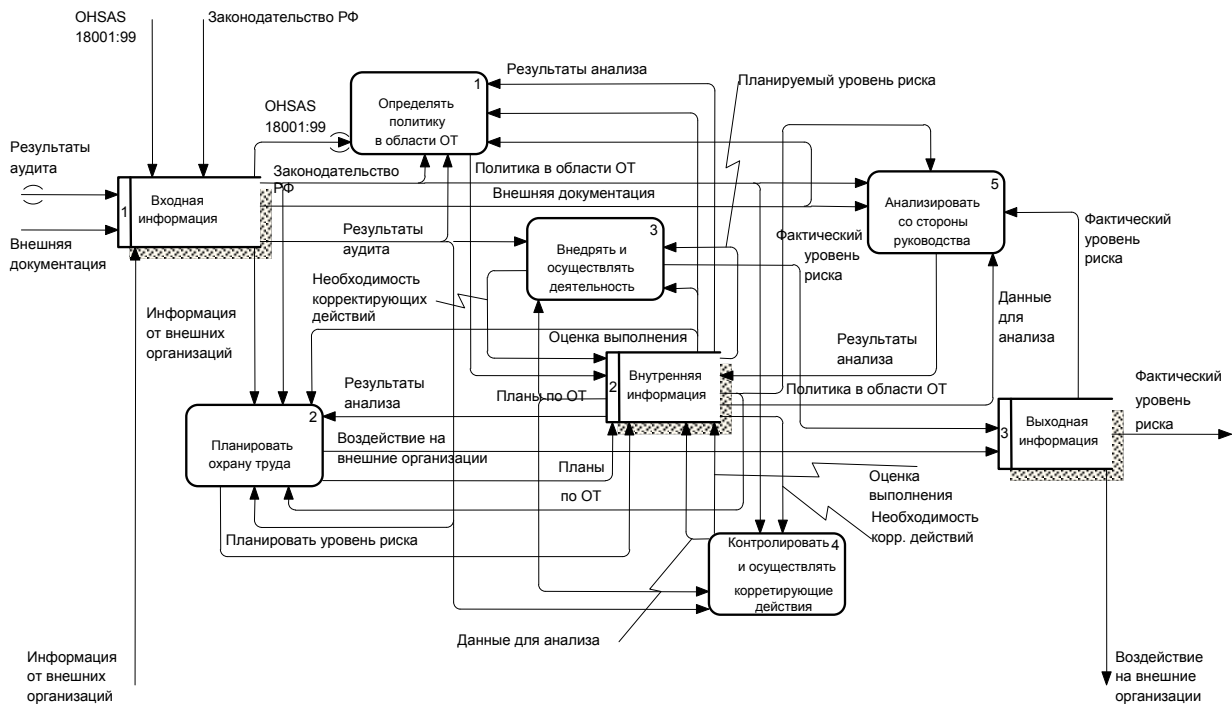 OHSAS
18001:99
Законодательство РФ
Результаты анализа
Планируемый уровень риска
1
Определять
политику
в области ОТ
OHSAS
18001:99
Результаты
аудита
Законодательство
РФ
Политика в области ОТ
Внешняя документация
5
Анализировать
со стороны
руководства
1
Входная
информация
Внешняя
документация
Результаты
аудита
3
Внедрять и
осуществлять
деятельность
Фактический
уровень
риска
Фактический
уровень
риска
Необходимость
корректирующих
действий
Информация
от внешних
организаций
Данные
для
анализа
Оценка выполнения
Результаты
анализа
2
Внутренняя
информация
Результаты
анализа
Планы по ОТ
Политика в области ОТ
Фактический
уровень
риска
2
Планировать
охрану труда
Воздействие на
внешние организации
3
Выходная
информация
Планы
по ОТ
Оценка
выполнения
Необходимость
корр. действий
Планировать уровень риска
Контролировать 4
и осуществлять
корретирующие
действия
Данные для анализа
Информация
от внешних
организаций
Воздействие
на внешние
организации